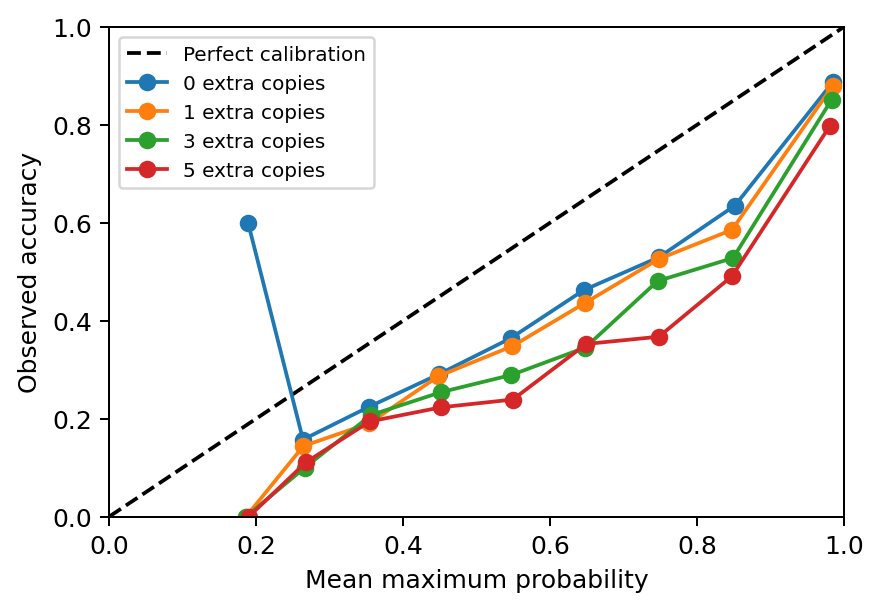 1.0
0.8
0.6
0.4
0.2
0.0
Observed accuracy
Perfect calibration
0 extra copies
1 extra copies
3 extra copies
5 extra copies
0.0 0.2 0.4 0.6 0.8 1.0
Mean maximum probability